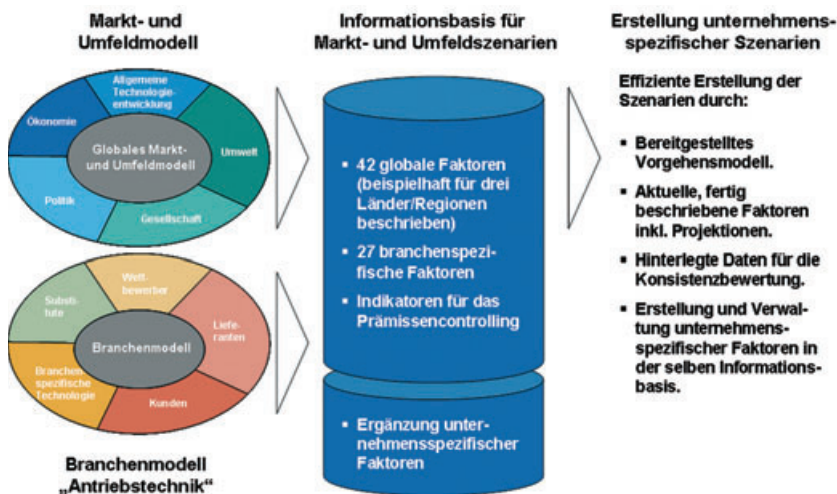 Markt- und
Umfeldmodell
Allgemeine
Technologie-
entwicklung
Ökonomie
Umwelt
Globales Markt-
und Umfeldmodell
Politik
Gesellschaft
Wett-
bewerber
Substi-
tute
Liefe-
ranten
Branchenmodell
Branchen
spezifische
Technologie
Kunden
Branchenmodell
„Antriebstechnik“
Informationsbasis für
Markt- und Umfeldszenarien
▪ 42 globale Faktoren
(beispielhaft für drei
Länder/Regionen
beschrieben)
▪ 27 branchenspezi-
fische Faktoren
▪ Indikatoren für das
Prämissencontrolling
▪ Ergänzung unter-
nehmensspezifischer
Faktoren
Erstellung unternehmens-
spezifischer Szenarien
Effiziente Erstellung der
Szenarien durch:
▪ Bereitgestelltes
Vorgehensmodell.
▪ Aktuelle, fertig
beschriebene Faktoren
inkl. Projektionen.
▪ Hinterlegte Daten für die
Konsistenzbewertung.
▪ Erstellung und Verwal-
tung unternehmens-
spezifischer Faktoren in
der selben Informations-
basis.